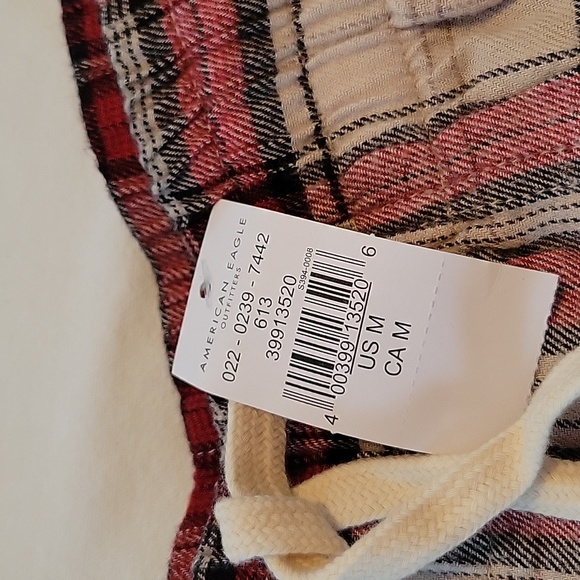 AMERICAN EAGLE
OUTFITTERS
022 - 0239 - 7442
613
39913520
S394-0008
4 00399 13520 6
US M
CA M